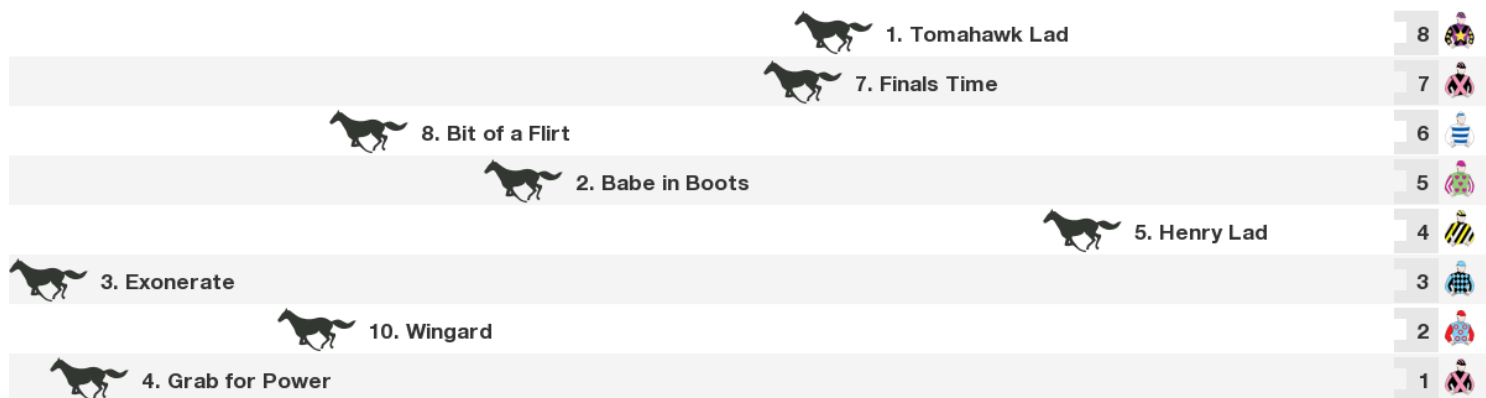 1. Tomahawk Lad 8
7. Finals Time 7
8. Bit of a Flirt 6
2. Babe in Boots 5
5. Henry Lad 4
3. Exonerate 3
10. Wingard 2
4. Grab for Power 1